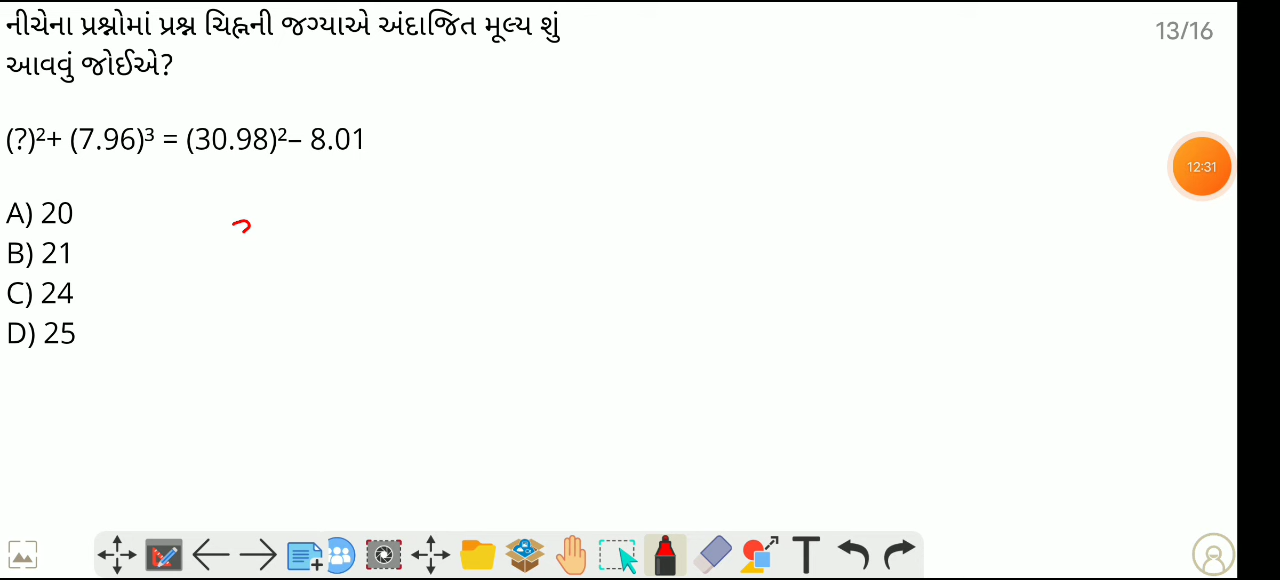 નીચેના પ્રશ્નોમાં પ્રશ્ન ચિહ્નની જગ્યાએ અંદાજિત મૂલ્ય શું
13/16
આવવું જોઈએ?
(?)²+ (7.96)³ = (30.98)²– 8.01
12:31
A) 20
B) 21
C) 24
D) 25
T